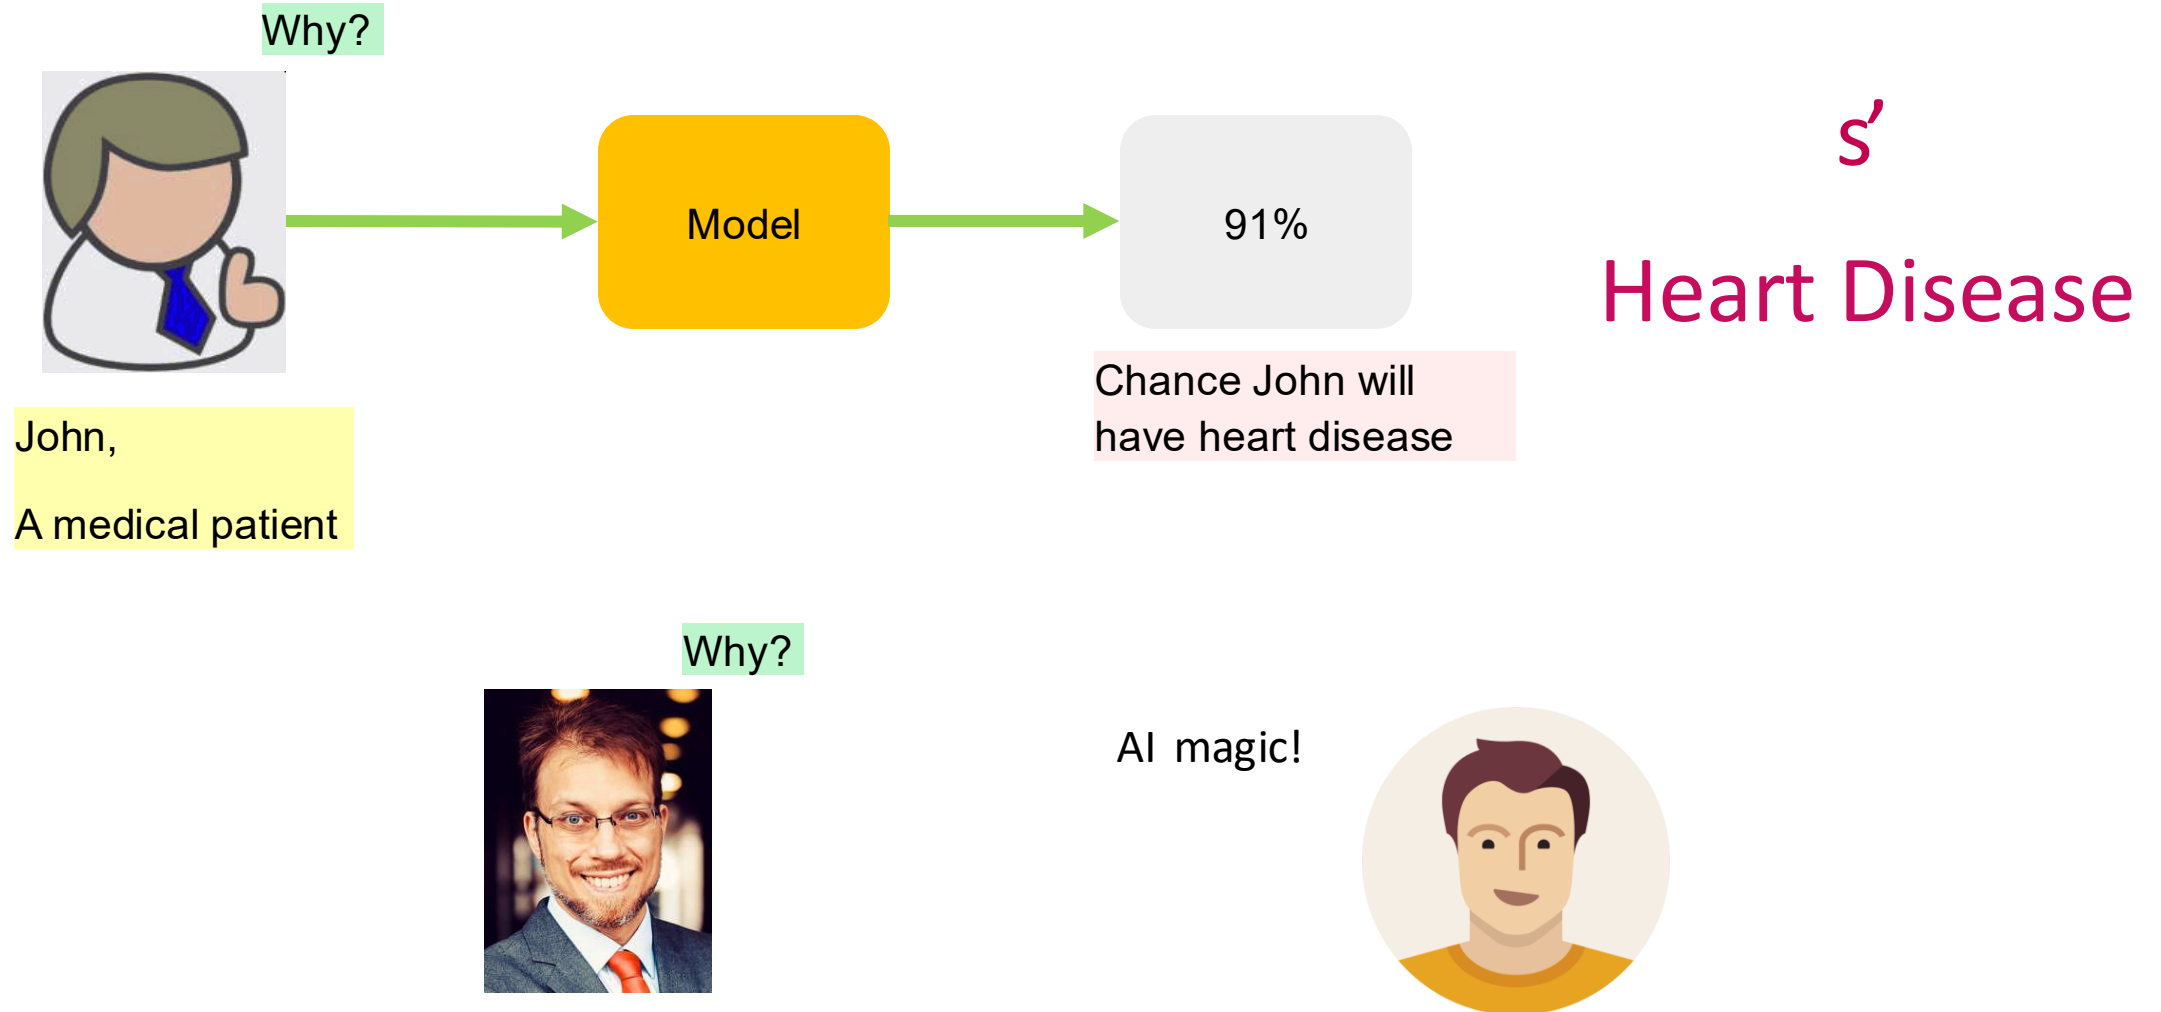 Why?
Model
91%
s’
Heart Disease
Chance John will
have heart disease
John,
A medical patient
Why?
AI magic!